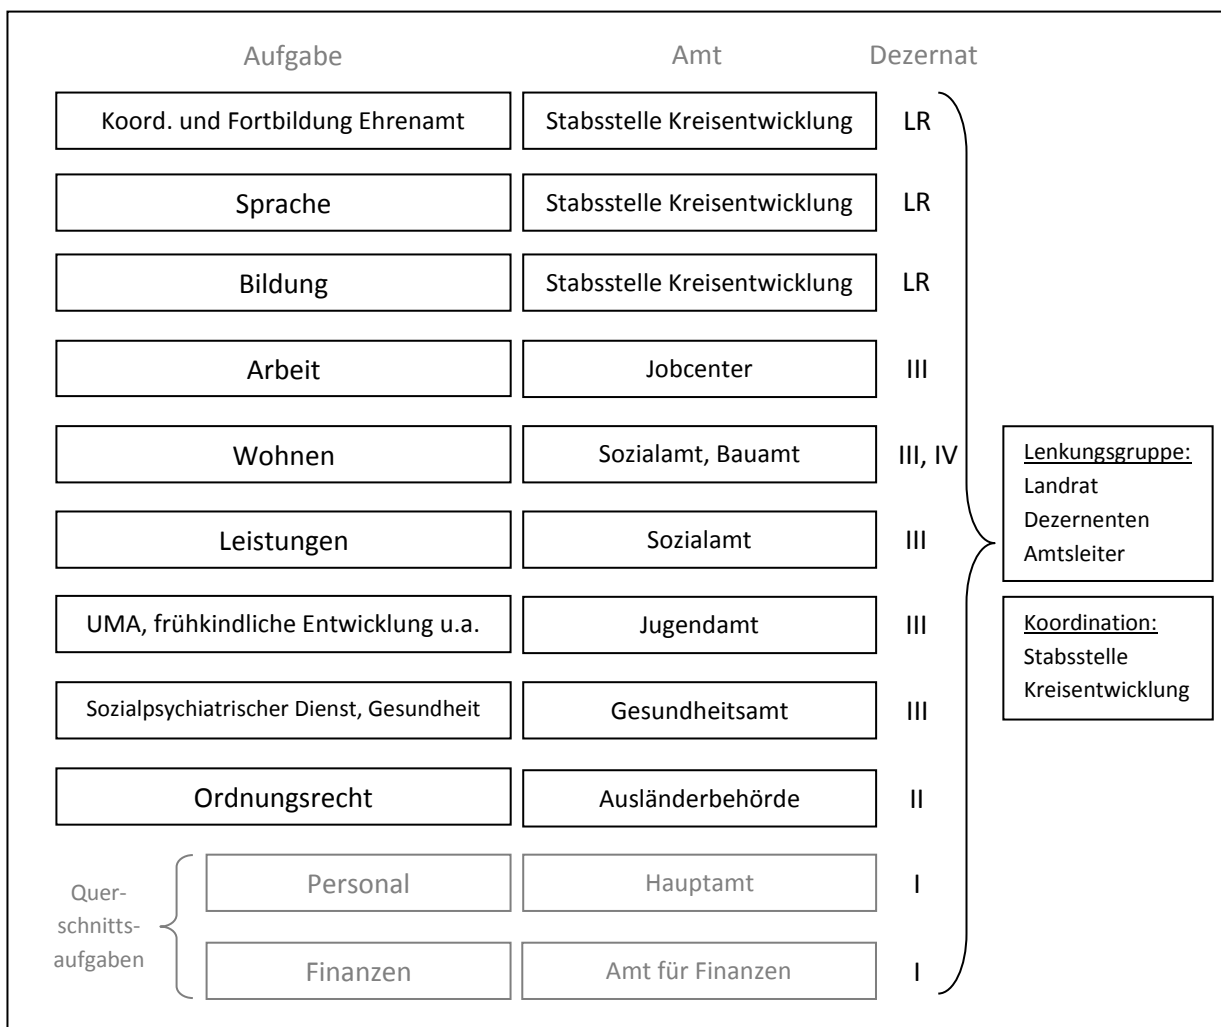 Aufgabe Amt Dezernat
Koord. und Fortbildung Ehrenamt Stabsstelle Kreisentwicklung LR
Sprache Stabsstelle Kreisentwicklung LR
Bildung Stabsstelle Kreisentwicklung LR
Arbeit Jobcenter III
Wohnen Sozialamt, Bauamt III, IV
Leistungen Sozialamt III
UMA, frühkindliche Entwicklung u.a. Jugendamt III
Sozialpsychiatrischer Dienst, Gesundheit Gesundheitsamt III
Ordnungsrecht Ausländerbehörde II
Quer-
schnitts-
aufgaben
Personal Hauptamt I
Finanzen Amt für Finanzen I
Lenkungsgruppe:
Landrat
Dezernenten
Amtsleiter
Koordination:
Stabsstelle
Kreisentwicklung